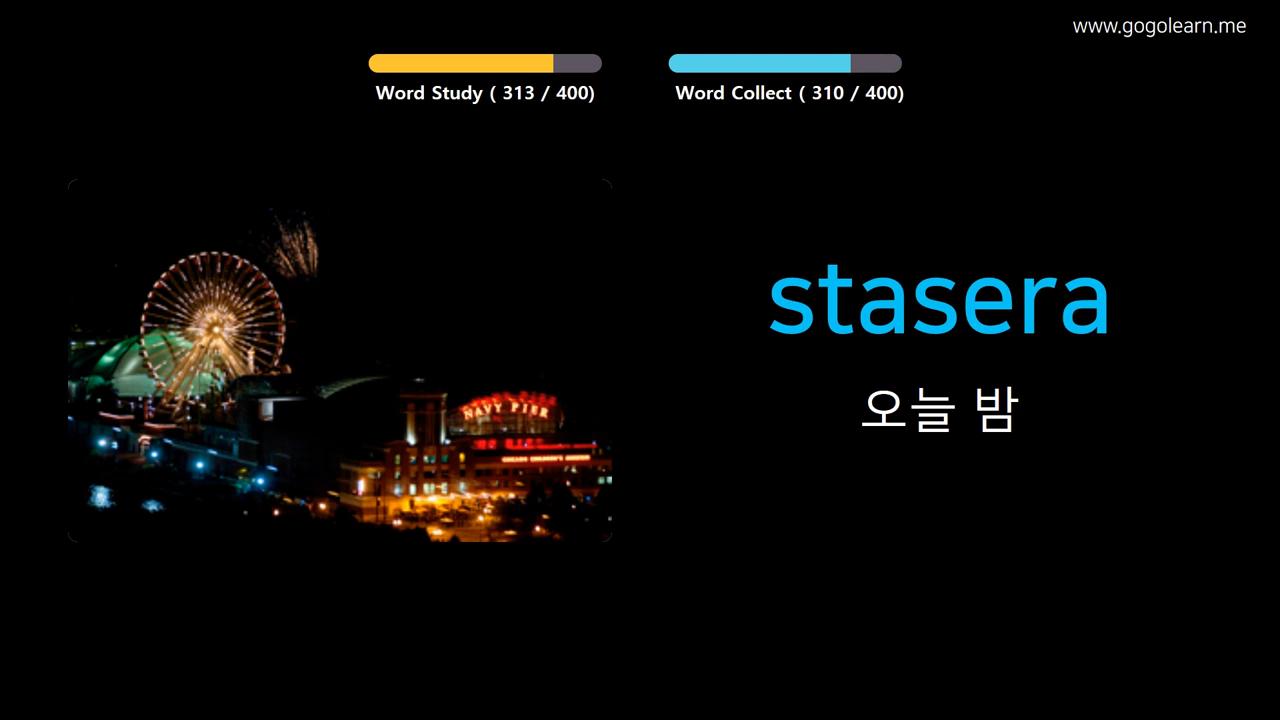 www.gogolearn.me
Word Study ( 313 / 400)
Word Collect ( 310 / 400)
stasera
오늘 밤
NAVY PIER